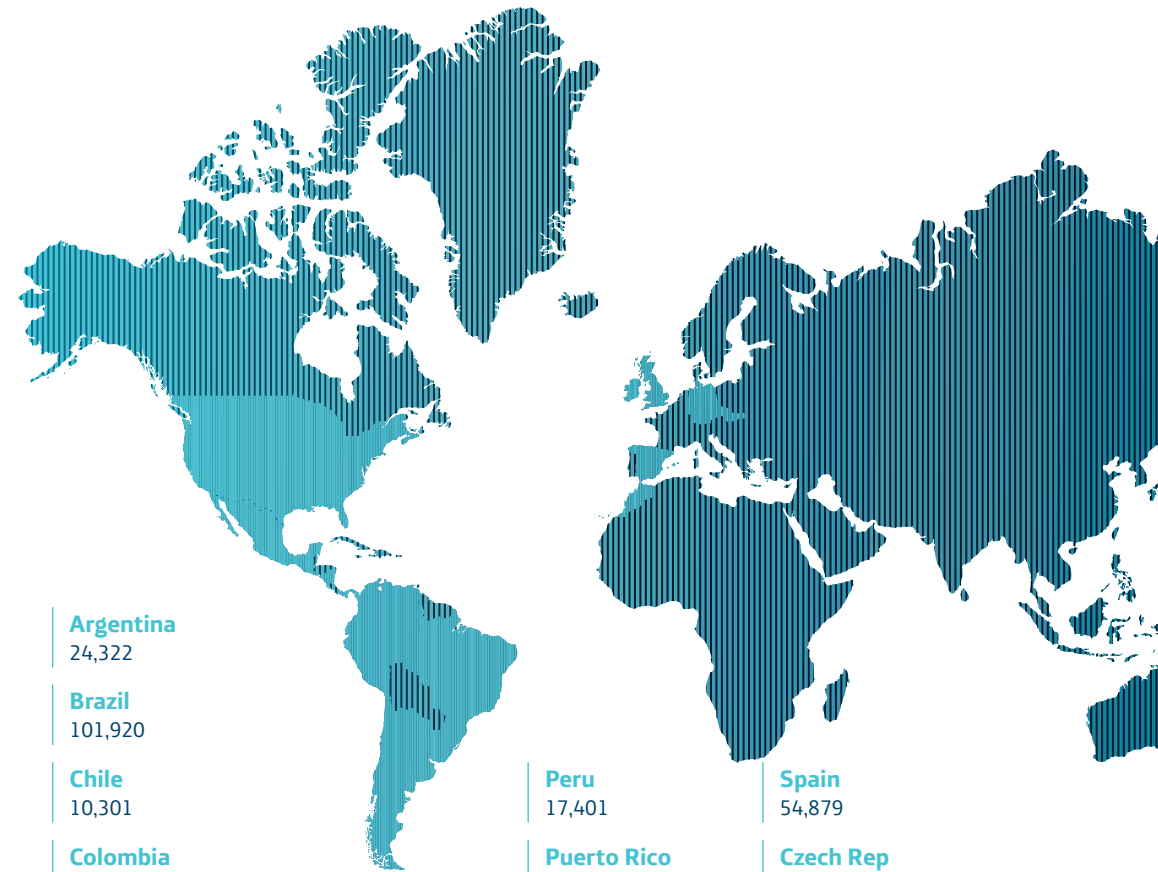 Argentina
24,322
Brazil
101,920
Chile
10,301
Colombia
Peru
17,401
Puerto Rico
Spain
54,879
Czech Rep